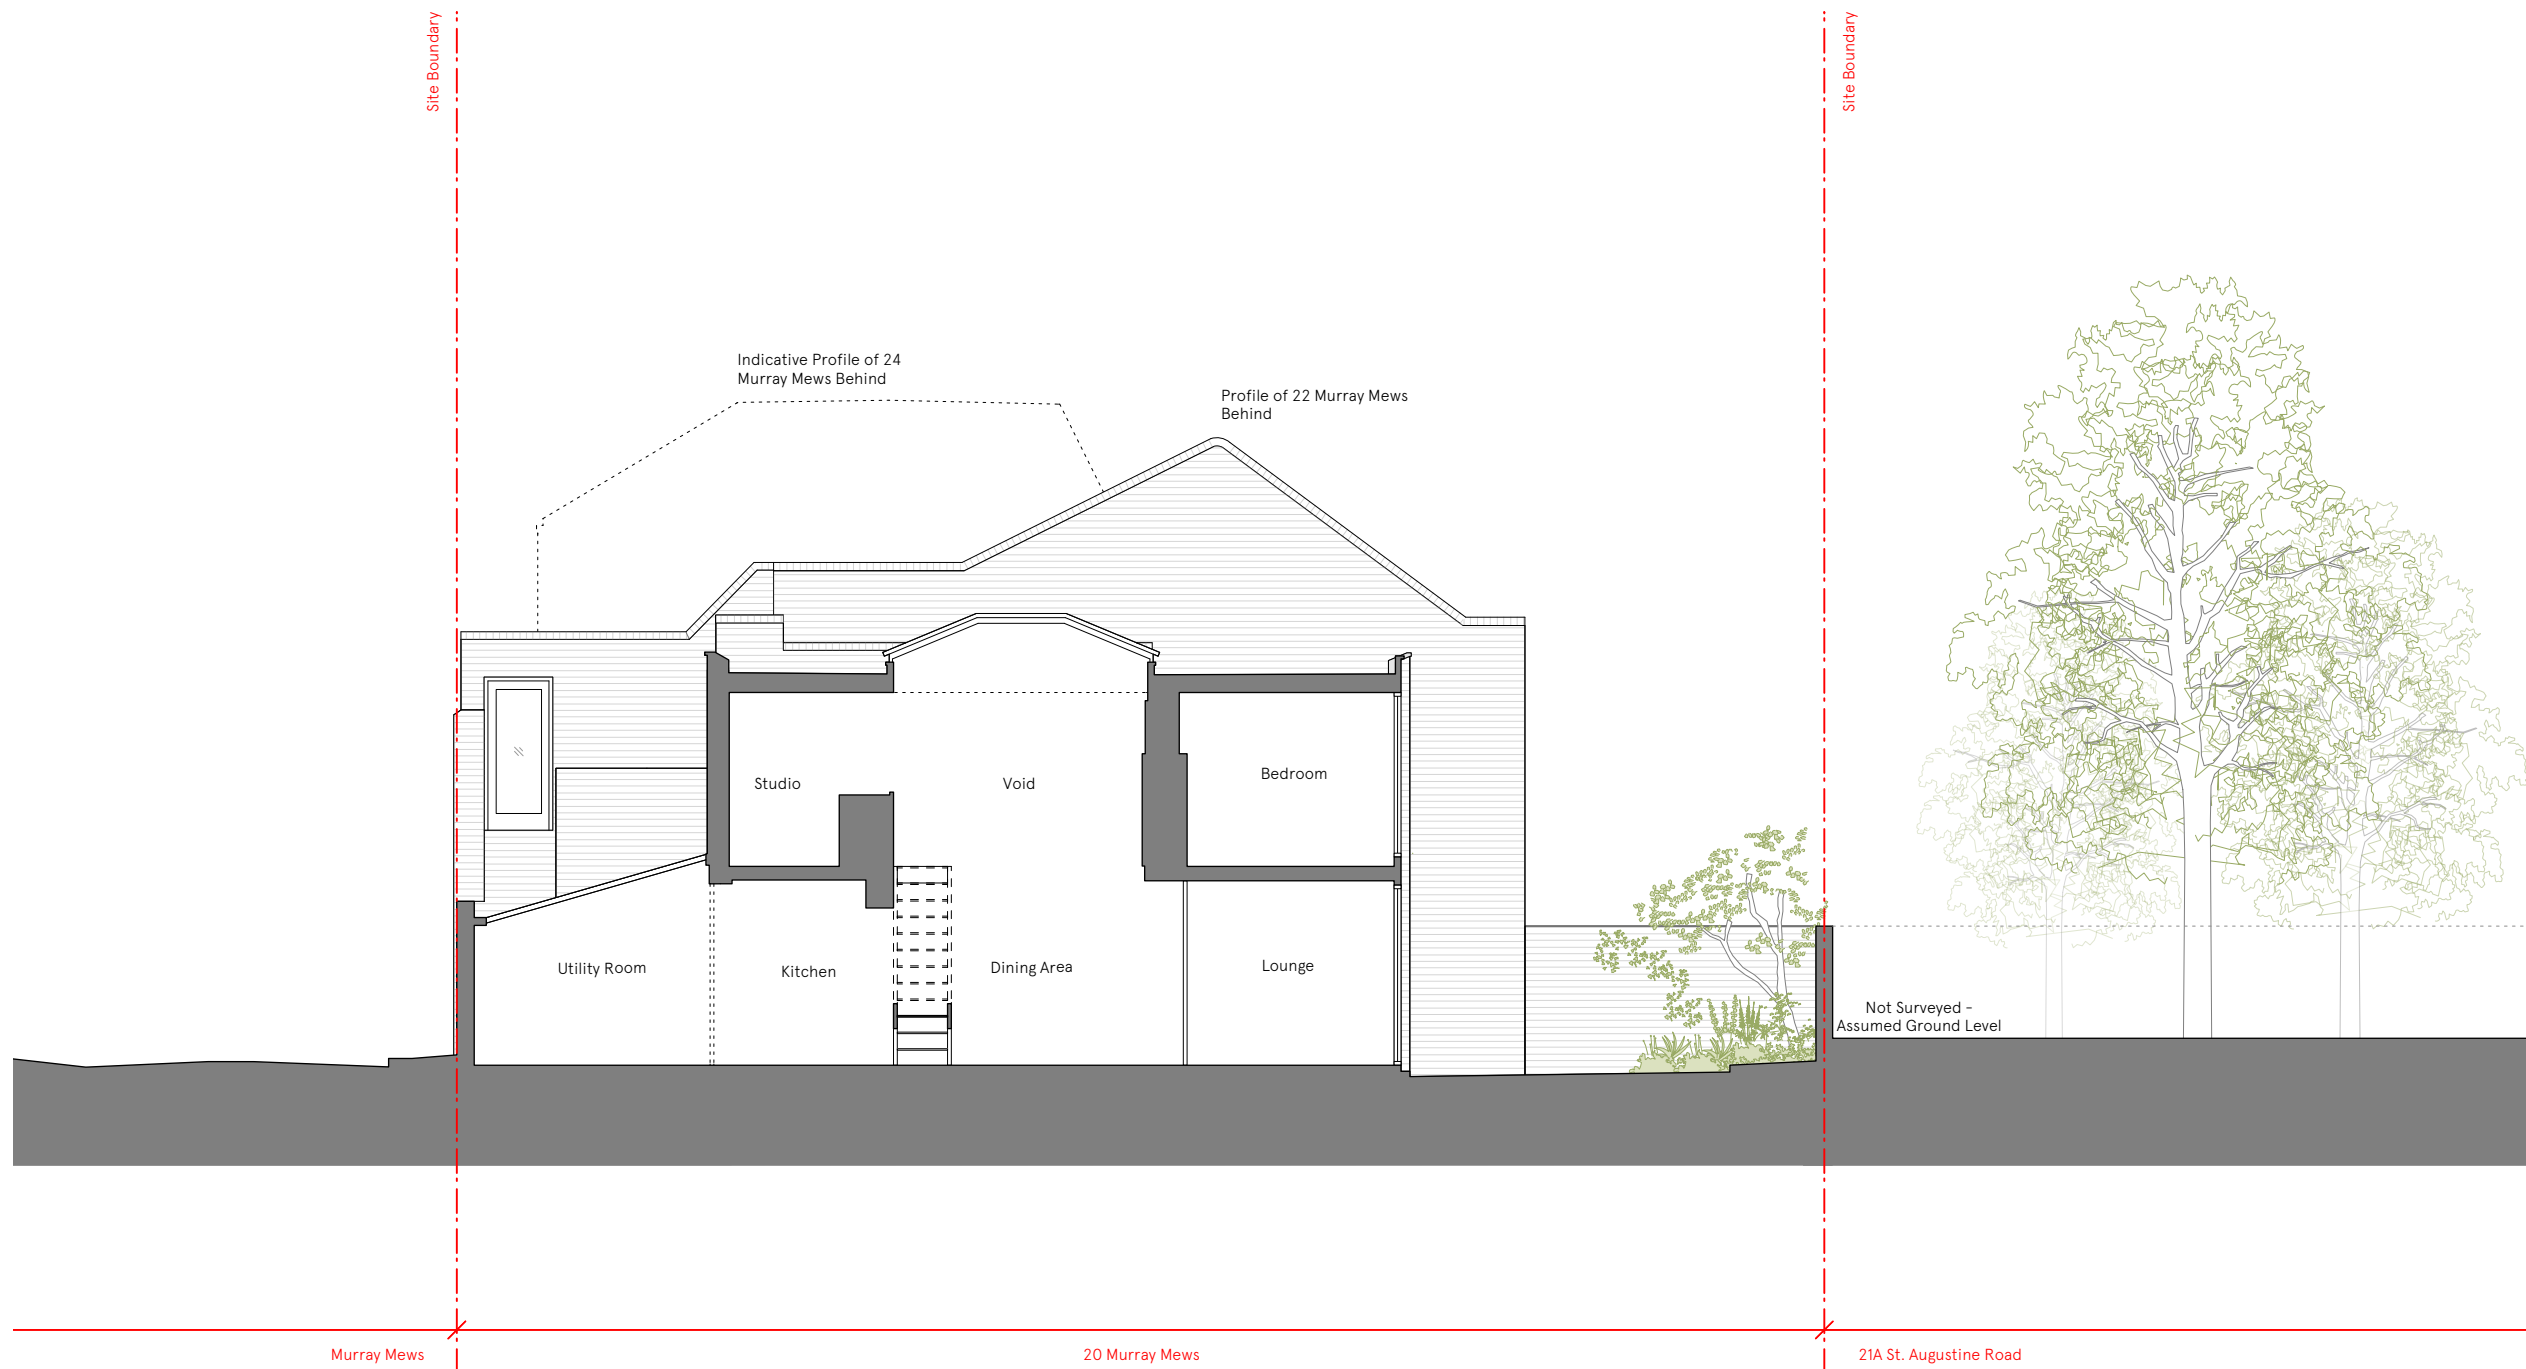 Site Boundary
Site Boundary
Indicative Profile of 24
Murray Mews Behind
Profile of 22 Murray Mews
Behind
Studio
Void
Bedroom
Utility Room
Kitchen
Dining Area
Lounge
Not Surveyed -
Assumed Ground Level
Murray Mews
20 Murray Mews
21A St. Augustine Road